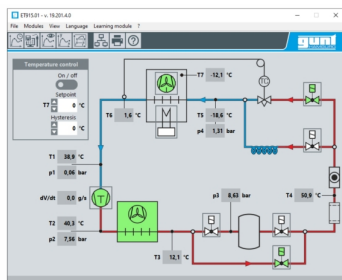 ET915.01 - v. 19.201.4.0
File Modules View Language Learning module ?
gunt
Temperature control
On / off
Setpoint
T7 0 °C
Hysteresis
0 °C
T7 -12,1 °C
TC
T6 1,6 °C
T5 -18,6 °C
p4 1,31 bar
M
T1 38,9 °C
p1 0,06 bar
dV/dt 0,0 g/s
T
T2 40,3 °C
p2 7,56 bar
p3 8,63 bar
T4 50,9 °C
T3 12,1 °C